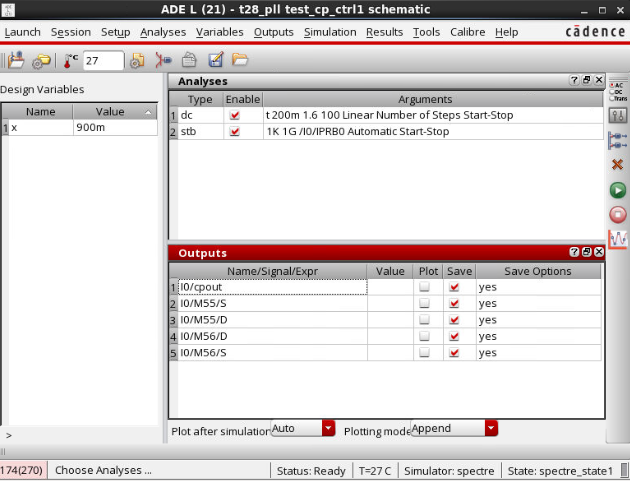 ADE L (21) - t28_pll test_cp_ctrl1 schematic
Launch Session Setup Analyses Variables Outputs Simulation Results Tools Calibre Help cādence
°C 27
Design Variables
Name Value
1 x 900m
>
Analyses
Type Enable Arguments
1 dc t 200m 1.6 100 Linear Number of Steps Start-Stop
2 stb 1K 1G /I0/IPRB0 Automatic Start-Stop
AC
DC
Trans
Outputs
Name/Signal/Expr Value Plot Save Save Options
1 I0/cpout yes
2 I0/M55/S yes
3 I0/M55/D yes
4 I0/M56/D yes
5 I0/M56/S yes
Plot after simulation Auto Plotting mode Append
174(270) Choose Analyses ... Status: Ready T=27 C Simulator: spectre State: spectre_state1